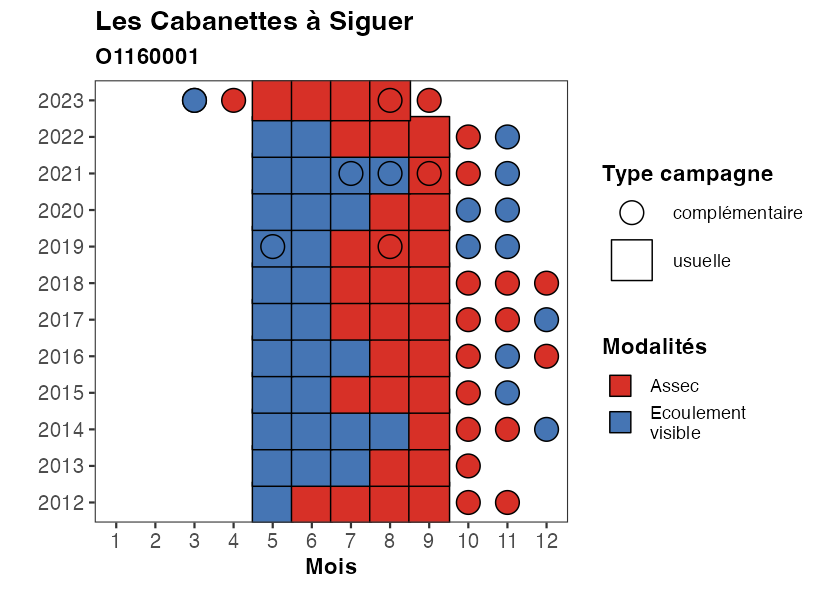 Les Cabanettes à Siguer
O1160001
2023
2022
2021
2020
2019
2018
2017
2016
2015
2014
2013
2012
1 2 3 4 5 6 7 8 9 10 11 12
Mois
Type campagne
complémentaire
usuelle
Modalités
Assec
Ecoulement
visible